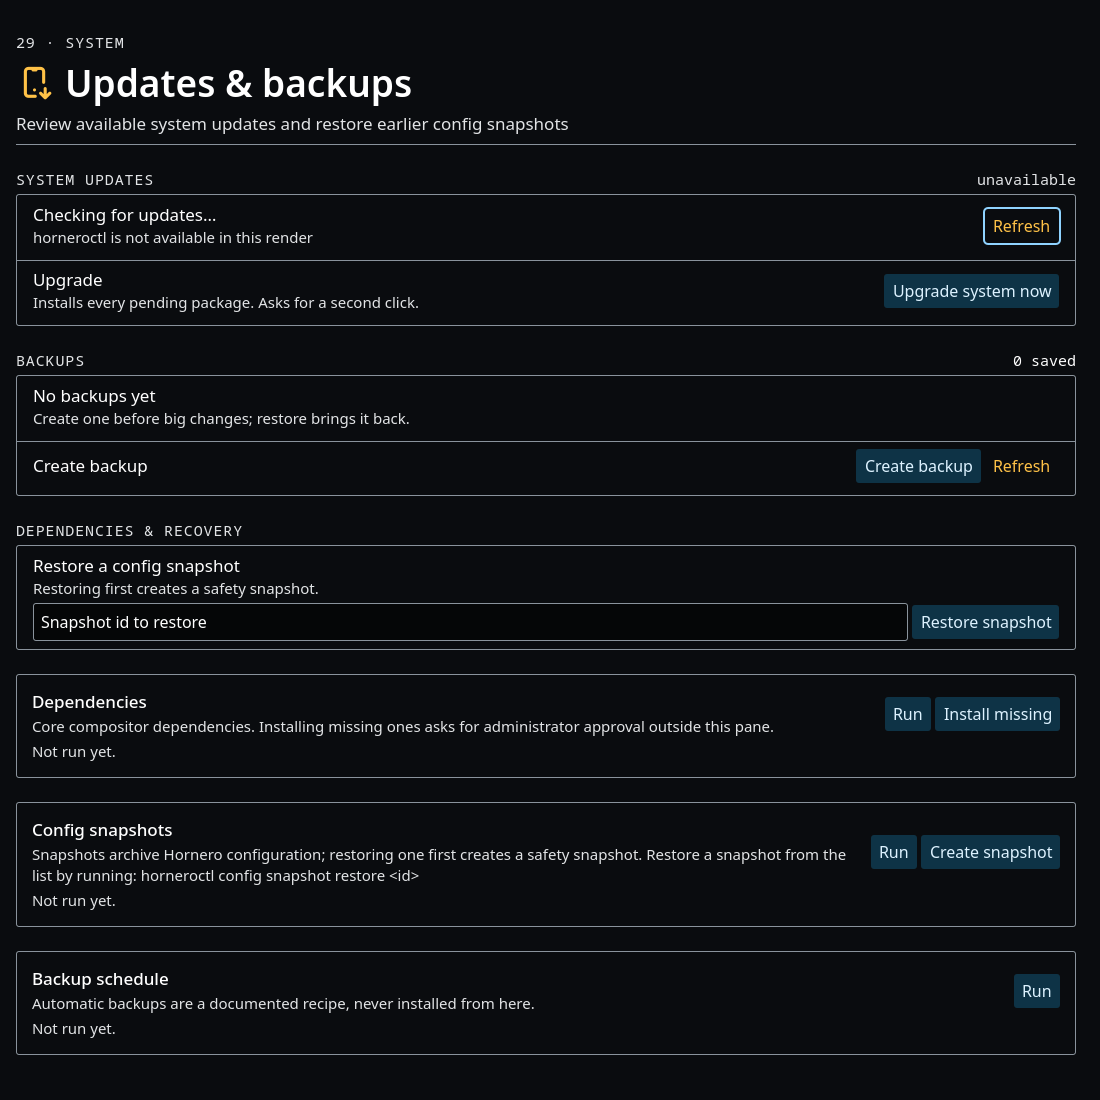 29 · SYSTEM
Updates & backups
Review available system updates and restore earlier config snapshots
SYSTEM UPDATES
unavailable
Checking for updates...
horneroctl is not available in this render
Refresh
Upgrade
Installs every pending package. Asks for a second click.
Upgrade system now
BACKUPS
0 saved
No backups yet
Create one before big changes; restore brings it back.
Create backup
Create backup
Refresh
DEPENDENCIES & RECOVERY
Restore a config snapshot
Restoring first creates a safety snapshot.
Snapshot id to restore
Restore snapshot
Dependencies
Core compositor dependencies. Installing missing ones asks for administrator approval outside this pane.
Not run yet.
Run
Install missing
Config snapshots
Snapshots archive Hornero configuration; restoring one first creates a safety snapshot. Restore a snapshot from the
list by running: horneroctl config snapshot restore <id>
Not run yet.
Run
Create snapshot
Backup schedule
Automatic backups are a documented recipe, never installed from here.
Not run yet.
Run